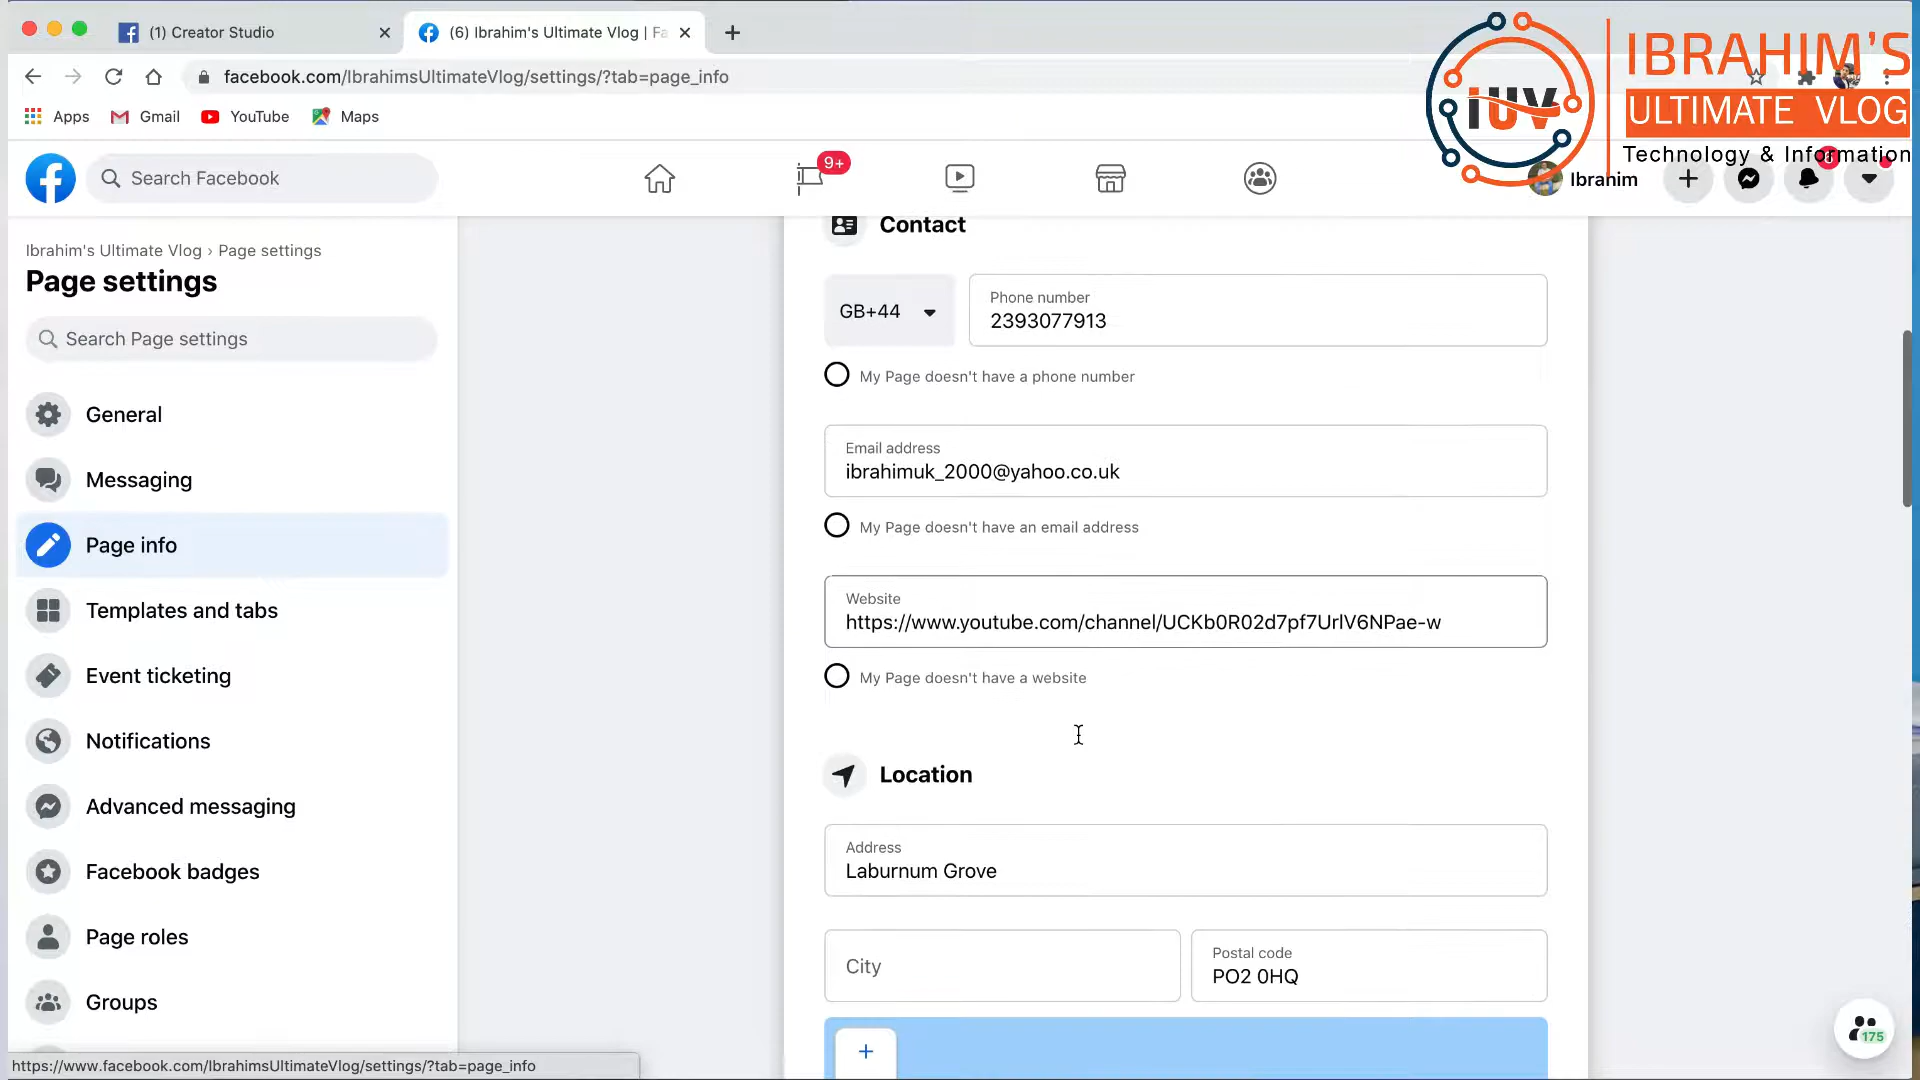 (1) Creator Studio
(6) Ibrahim's Ultimate Vlog | Fa
facebook.com/IbrahimsUltimateVlog/settings/?tab=page_info
Apps
Gmail
YouTube
Maps
iUV
IBRAHIM'S
ULTIMATE VLOG
Technology & Information
Search Facebook
9+
Ibrahim
Ibrahim's Ultimate Vlog › Page settings
Page settings
Search Page settings
General
Messaging
Page info
Templates and tabs
Event ticketing
Notifications
Advanced messaging
Facebook badges
Page roles
Groups
https://www.facebook.com/IbrahimsUltimateVlog/settings/?tab=page_info
Contact
GB+44
Phone number
2393077913
My Page doesn't have a phone number
Email address
ibrahimuk_2000@yahoo.co.uk
My Page doesn't have an email address
Website
https://www.youtube.com/channel/UCKb0R02d7pf7UrlV6NPae-w
My Page doesn't have a website
Location
Address
Laburnum Grove
City
Postal code
PO2 0HQ
175